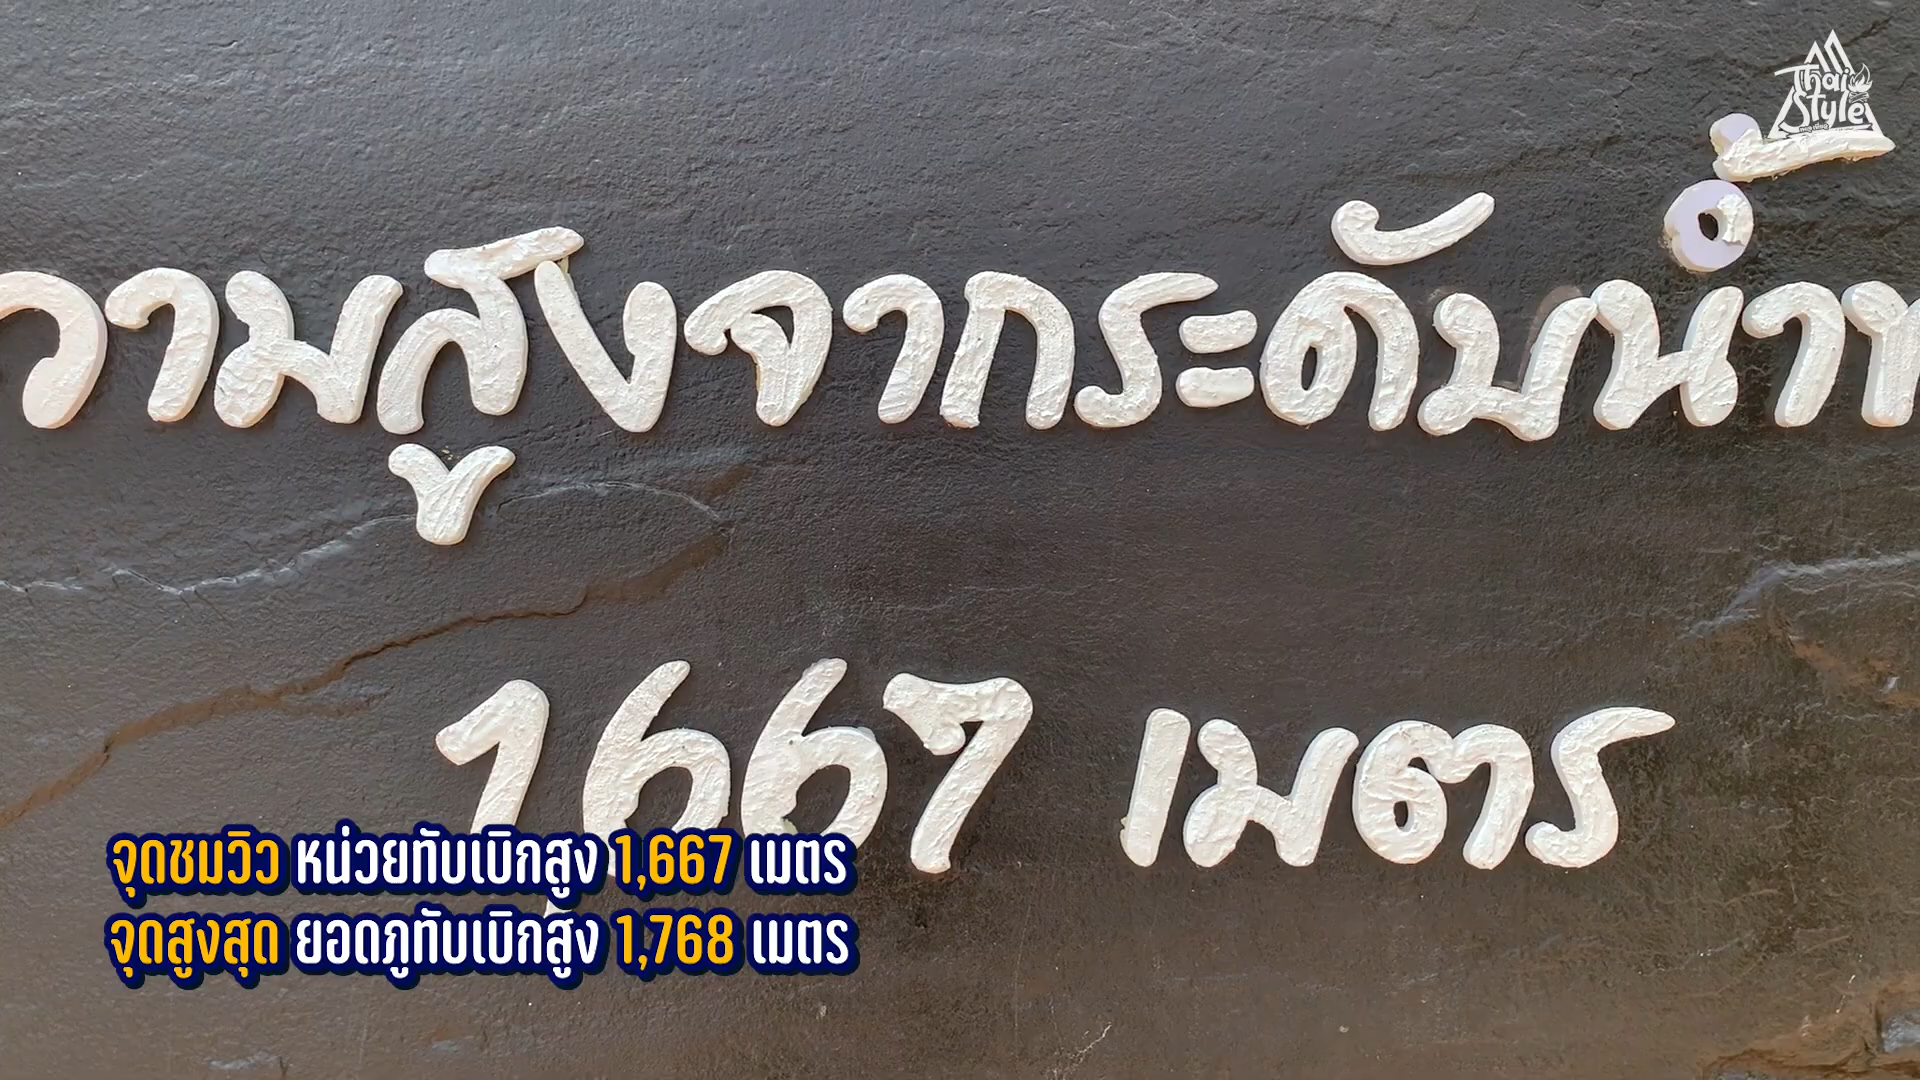 Thai
Style
วามสูงจากระดับน้ำ
1,667 เมตร
จุดชมวิว หน่วยทับเบิกสูง 1,667 เมตร
จุดสูงสุด ยอดภูทับเบิกสูง 1,768 เมตร